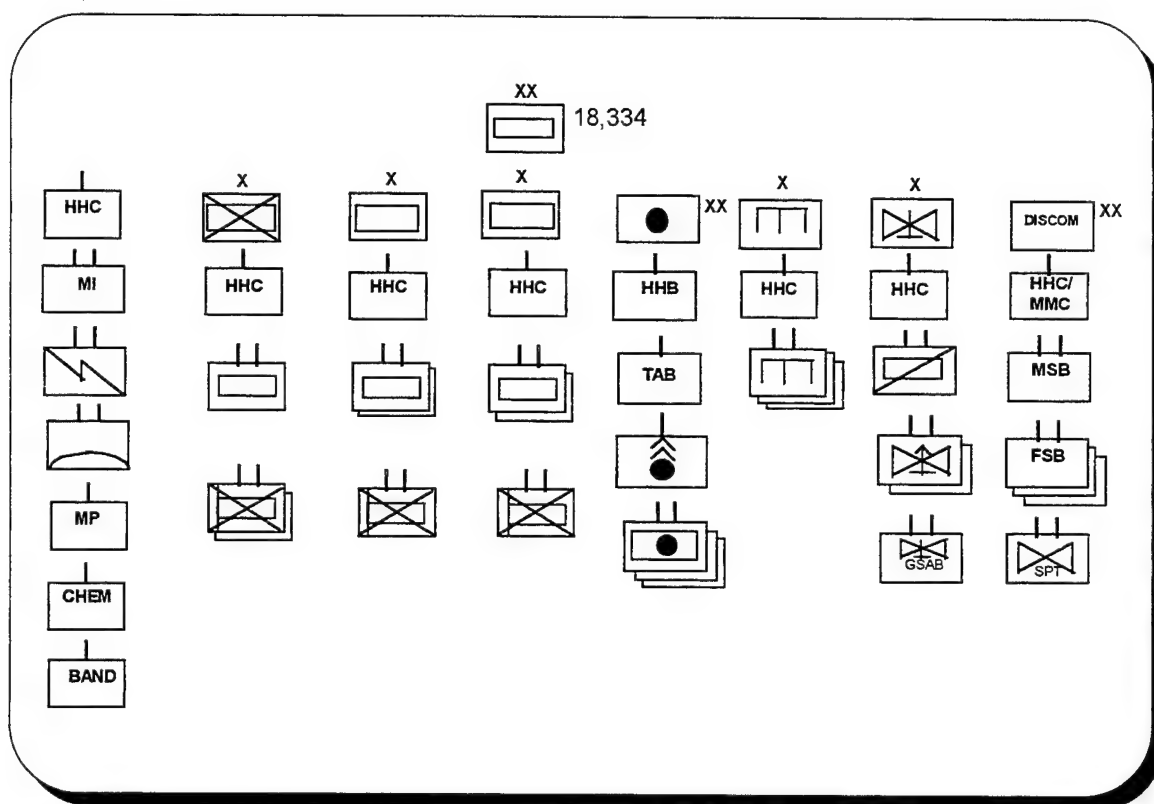 XX
18,334
X
X
X
XX
X
X
XX
HHC
DISCOM
MI
HHC
HHC
HHC
HHB
HHC
HHC
HHC/
MMC
TAB
MSB
FSB
MP
GSAB
SPT
CHEM
BAND